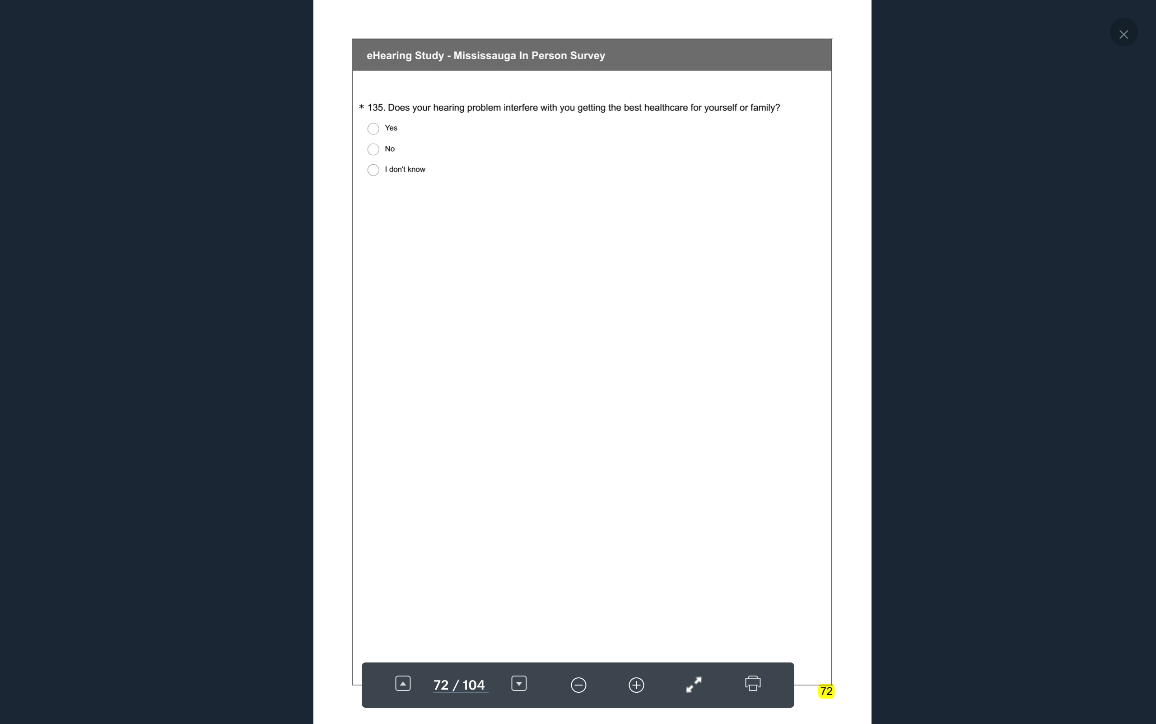 eHearing Study - Mississauga In Person Survey
* 135. Does your hearing problem interfere with you getting the best healthcare for yourself or family?
Yes
No
I don't know
72 / 104
72